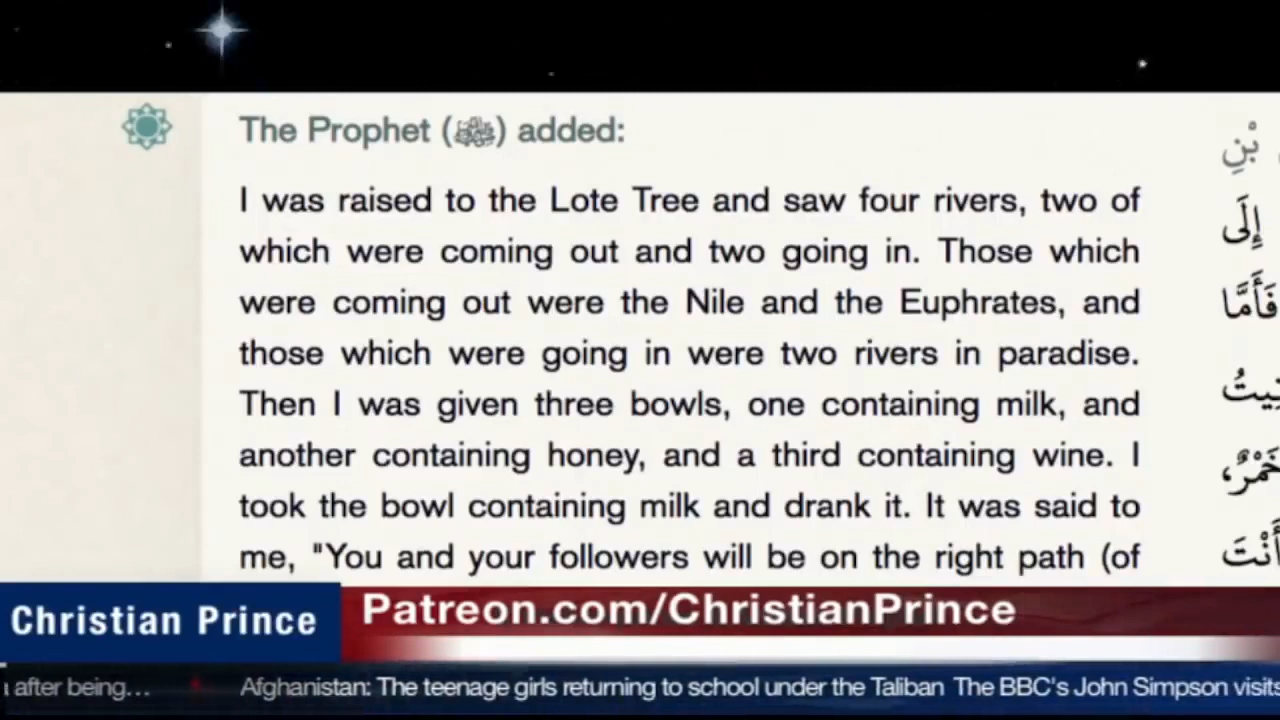 The Prophet (ﷺ) added:
I was raised to the Lote Tree and saw four rivers, two of
which were coming out and two going in. Those which
were coming out were the Nile and the Euphrates, and
those which were going in were two rivers in paradise.
Then I was given three bowls, one containing milk, and
another containing honey, and a third containing wine. I
took the bowl containing milk and drank it. It was said to
me, "You and your followers will be on the right path (of
بْنِ
إِلَى
فَأَمَّا
خَمْرٌ،
أَنْتَ
Christian Prince
Patreon.com/ChristianPrince
after being... Afghanistan: The teenage girls returning to school under the Taliban The BBC's John Simpson visits